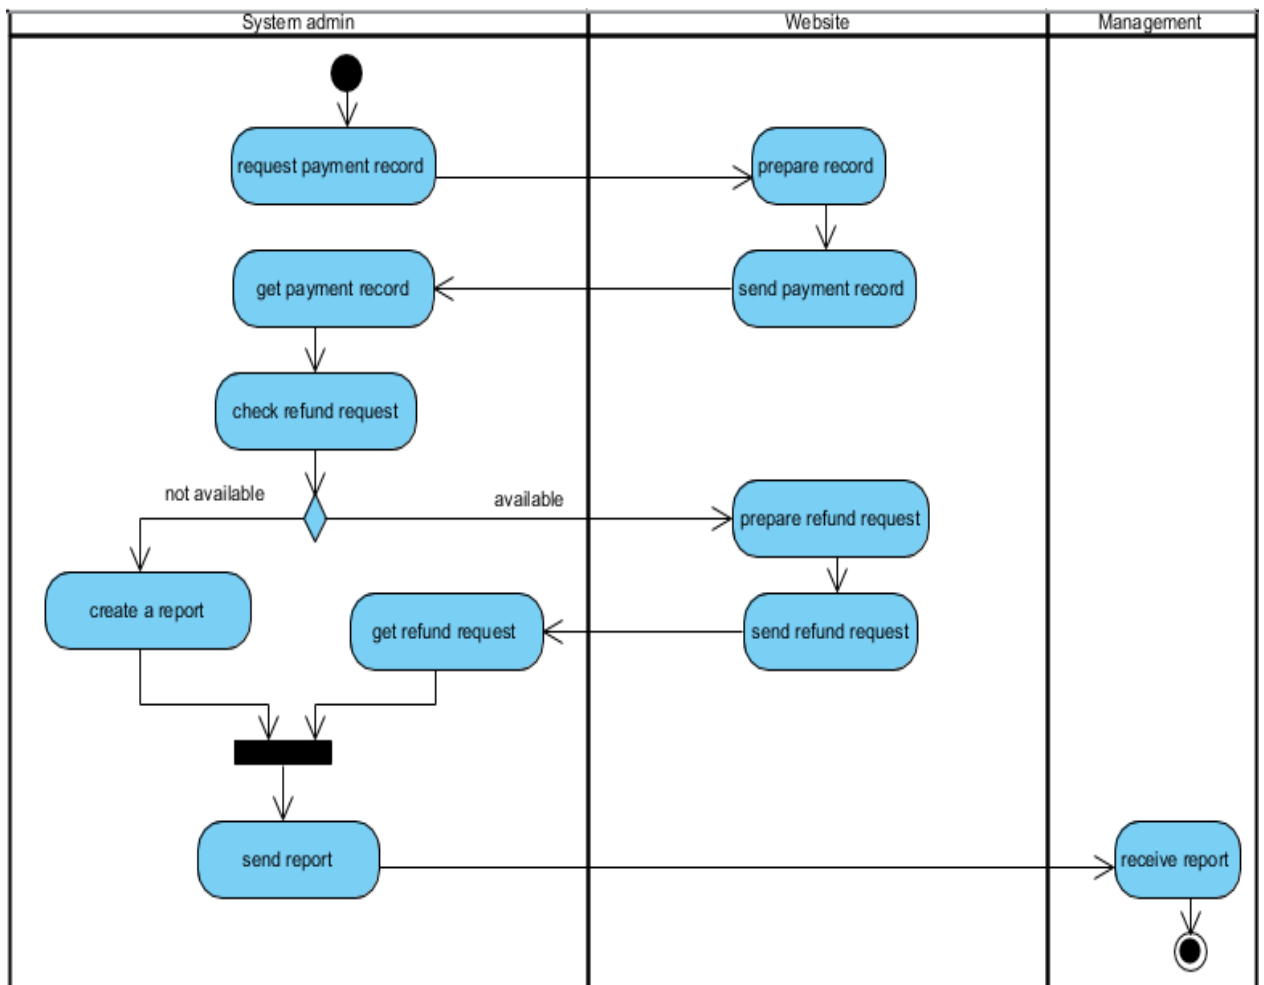 System admin
Website
Management
request payment record
prepare record
get payment record
send payment record
check refund request
not available
available
prepare refund request
create a report
get refund request
send refund request
send report
receive report